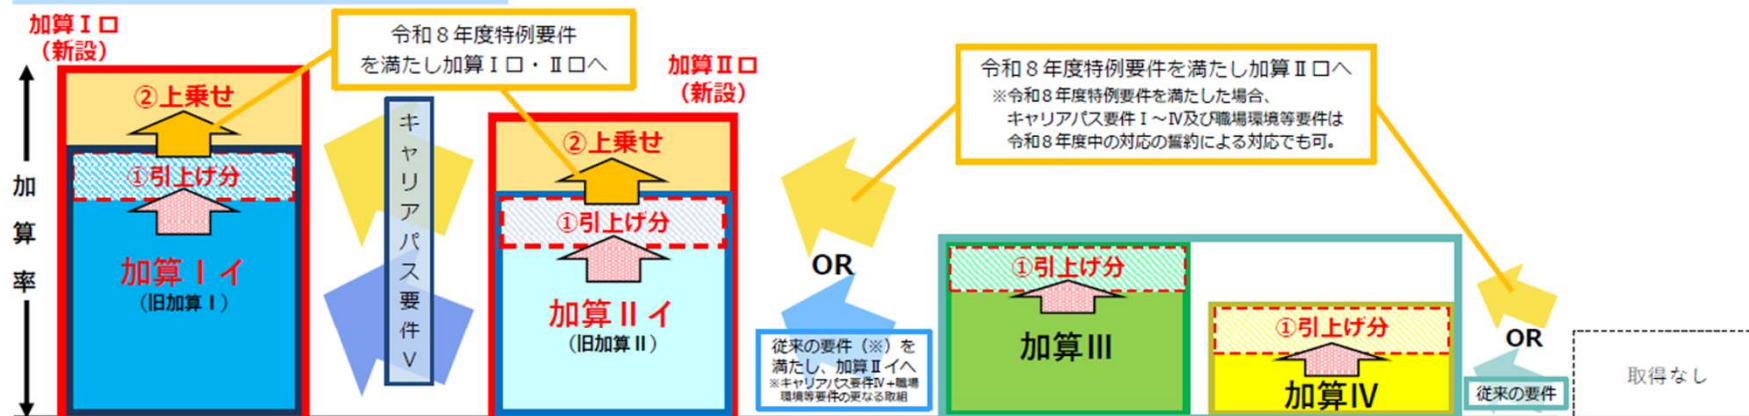 加算Ⅰロ
(新設)
令和８年度特例要件
を満たし加算Ⅰロ・Ⅱロへ
加算Ⅱロ
(新設)
令和８年度特例要件を満たし加算Ⅱロへ
※令和８年度特例要件を満たした場合、
キャリアパス要件Ⅰ～Ⅳ及び職場環境等要件は
令和８年度中の対応の誓約による対応でも可。
加算率
②上乗せ
①引上げ分
加算Ⅰイ
(旧加算Ⅰ)
キャリアパス要件Ⅴ
②上乗せ
①引上げ分
加算Ⅱイ
(旧加算Ⅱ)
OR
従来の要件（※）を
満たし、加算Ⅱイへ
※キャリアパス要件Ⅳ＋職場
環境等要件の更なる取組
①引上げ分
加算Ⅲ
①引上げ分
加算Ⅳ
OR
従来の要件
取得なし